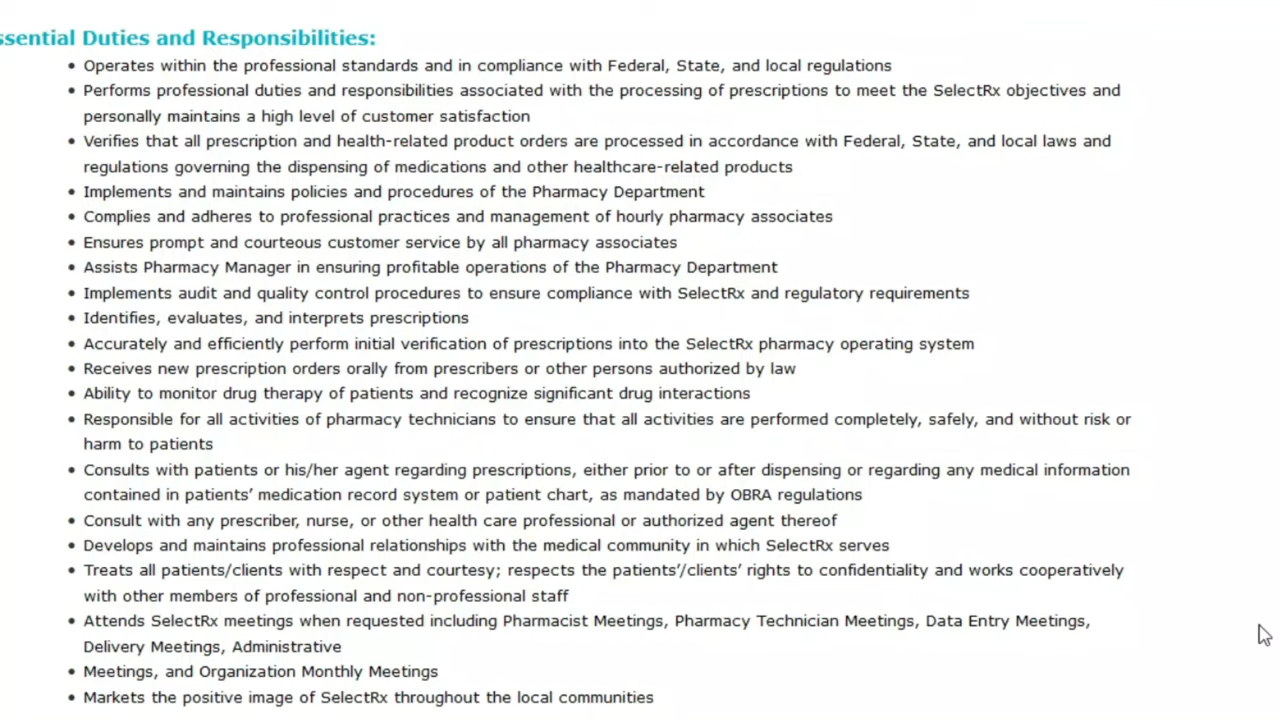 ssential Duties and Responsibilities:
• Operates within the professional standards and in compliance with Federal, State, and local regulations
• Performs professional duties and responsibilities associated with the processing of prescriptions to meet the SelectRx objectives and
personally maintains a high level of customer satisfaction
• Verifies that all prescription and health-related product orders are processed in accordance with Federal, State, and local laws and
regulations governing the dispensing of medications and other healthcare-related products
• Implements and maintains policies and procedures of the Pharmacy Department
• Complies and adheres to professional practices and management of hourly pharmacy associates
• Ensures prompt and courteous customer service by all pharmacy associates
• Assists Pharmacy Manager in ensuring profitable operations of the Pharmacy Department
• Implements audit and quality control procedures to ensure compliance with SelectRx and regulatory requirements
• Identifies, evaluates, and interprets prescriptions
• Accurately and efficiently perform initial verification of prescriptions into the SelectRx pharmacy operating system
• Receives new prescription orders orally from prescribers or other persons authorized by law
• Ability to monitor drug therapy of patients and recognize significant drug interactions
• Responsible for all activities of pharmacy technicians to ensure that all activities are performed completely, safely, and without risk or
harm to patients
• Consults with patients or his/her agent regarding prescriptions, either prior to or after dispensing or regarding any medical information
contained in patients’ medication record system or patient chart, as mandated by OBRA regulations
• Consult with any prescriber, nurse, or other health care professional or authorized agent thereof
• Develops and maintains professional relationships with the medical community in which SelectRx serves
• Treats all patients/clients with respect and courtesy; respects the patients’/clients’ rights to confidentiality and works cooperatively
with other members of professional and non-professional staff
• Attends SelectRx meetings when requested including Pharmacist Meetings, Pharmacy Technician Meetings, Data Entry Meetings,
Delivery Meetings, Administrative
• Meetings, and Organization Monthly Meetings
• Markets the positive image of SelectRx throughout the local communities